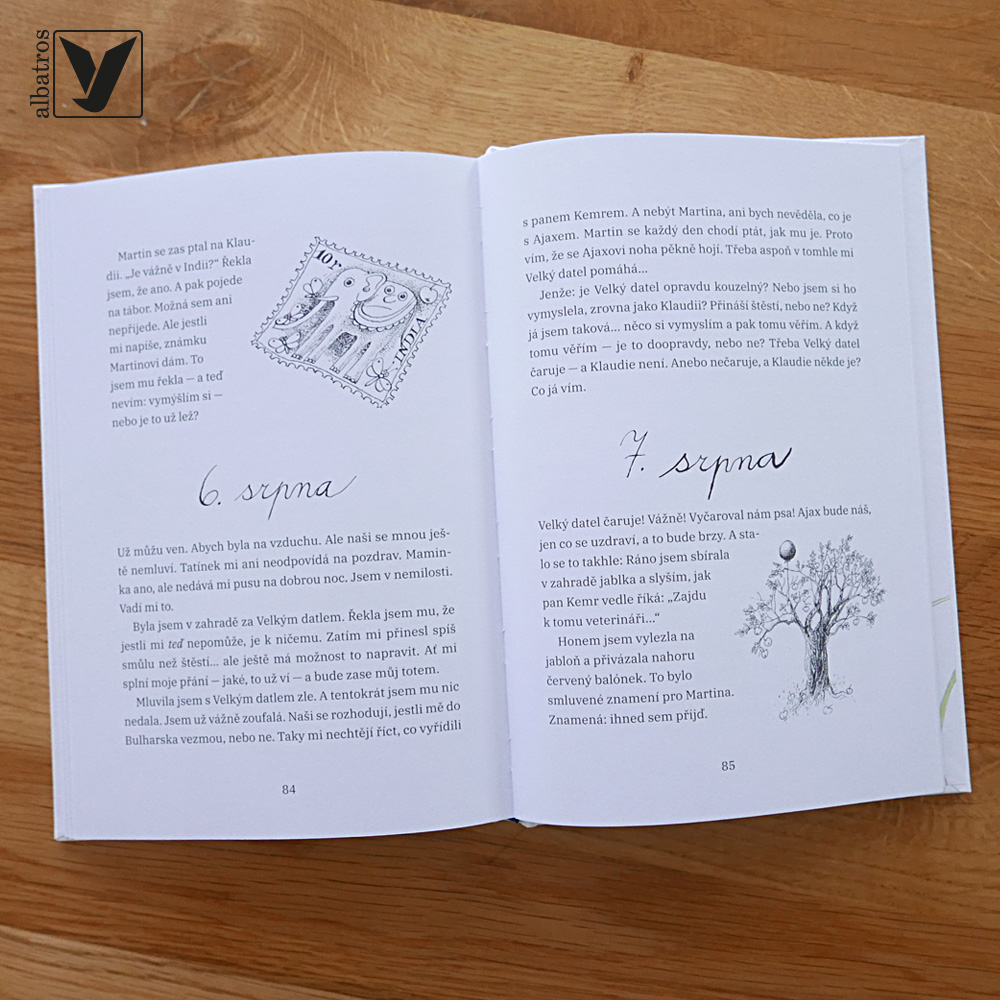 albatros
Martin se zas ptal na Klau-
dii. „Je vážně v Indii?“ Řekla
jsem, že ano. A pak pojede
na tábor. Možná sem ani
nepřijede. Ale jestli
mi napíše, známku
Martinovi dám. To
jsem mu řekla — a teď
nevím: vymýšlím si —
nebo je to už lež?
10P
INDIA
6. srpna
Už můžu ven. Abych byla na vzduchu. Ale naši se mnou ješ-
tě nemluví. Tatínek mi ani neodpovídá na pozdrav. Mamin-
ka ano, ale nedává mi pusu na dobrou noc. Jsem v nemilosti.
Vadí mi to.
Byla jsem v zahradě za Velkým datlem. Řekla jsem mu, že
jestli mi teď nepomůže, je k ničemu. Zatím mi přinesl spíš
smůlu než štěstí... ale ještě má možnost to napravit. Ať mi
splní moje přání — jaké, to už ví — a bude zase můj totem.
Mluvila jsem s Velkým datlem zle. A tentokrát jsem mu nic
nedala. Jsem už vážně zoufalá. Naši se rozhodují, jestli mě do
Bulharska vezmou, nebo ne. Taky mi nechtějí říct, co vyřídili
84
s panem Kemrem. A nebýt Martina, ani bych nevěděla, co je
s Ajaxem. Martin se každý den chodí ptát, jak mu je. Proto
vím, že se Ajaxovi noha pěkně hojí. Třeba aspoň v tomhle mi
Velký datel pomáhá...
Jenže: je Velký datel opravdu kouzelný? Nebo jsem si ho
vymyslela, zrovna jako Klaudii? Přináší štěstí, nebo ne? Když
já jsem taková... něco si vymyslím a pak tomu věřím. A když
tomu věřím — je to doopravdy, nebo ne? Třeba Velký datel
čaruje — a Klaudie není. Anebo nečaruje, a Klaudie někde je?
Co já vím.
7. srpna
Velký datel čaruje! Vážně! Vyčaroval nám psa! Ajax bude náš,
jen co se uzdraví, a to bude brzy. A sta-
lo se to takhle: Ráno jsem sbírala
v zahradě jablka a slyším, jak
pan Kemr vedle říká: „Zajdu
k tomu veterináři...“
Honem jsem vylezla na
jabloň a přivázala nahoru
červený balónek. To bylo
smluvené znamení pro Martina.
Znamená: ihned sem přijď.
85